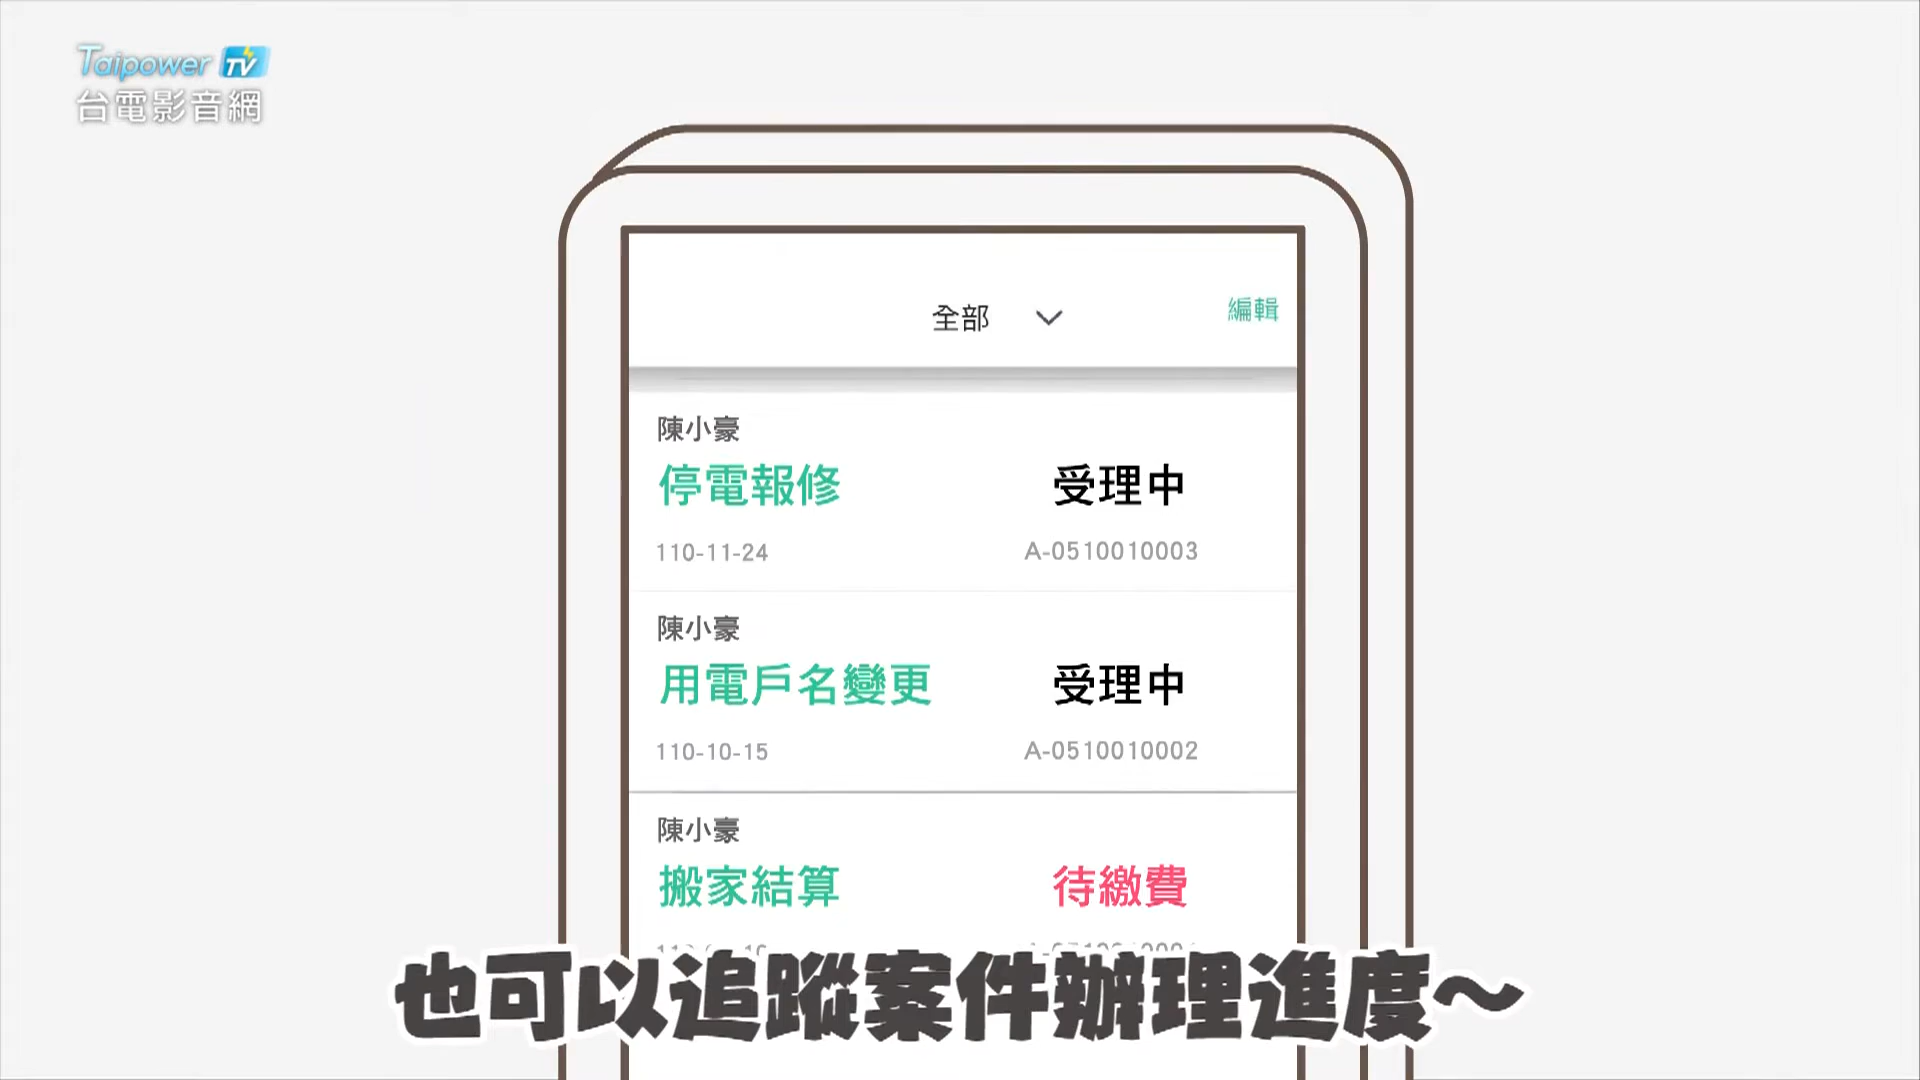 Taipower TV
台電影音網
全部
編輯
陳小豪
停電報修 受理中
110-11-24 A-0510010003
陳小豪
用電戶名變更 受理中
110-10-15 A-0510010002
陳小豪
搬家結算 待繳費
也可以追蹤案件辦理進度～